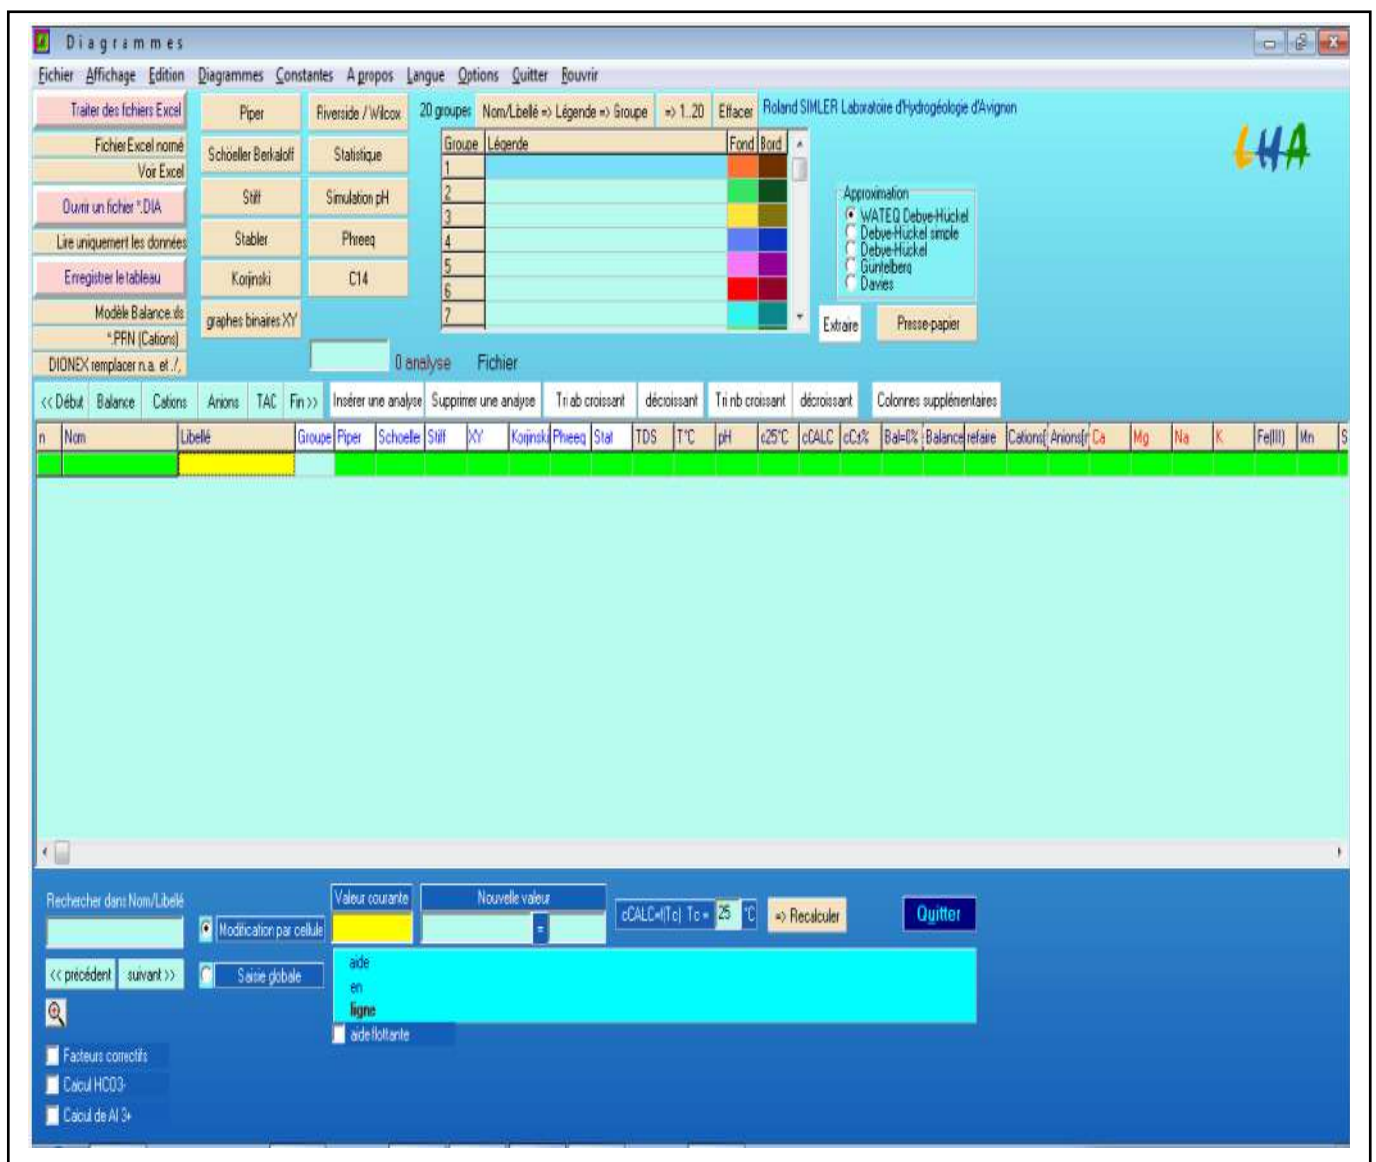 Diagrammes
Fichier Affichage Edition Diagrammes Constantes A propos Langue Options Quitter Rouvrir
Traiter des fichiers Excel
Fichier Excel nomé
Voir Excel
Ouvrir un fichier *.DIA
Lire uniquement les données
Enregistrer le tableau
Modèle Balance.xls
*.PRN (Cations)
DIONEX remplacer n.a. et ./,
Piper
Schöeller Berkaloff
Stiff
Stabler
Korjinski
graphes binaires XY
Riverside / Wilcox
Statistique
Simulation pH
Phreeq
C14
20 groupes Nom/Libellé => Légende => Groupe => 1..20 Effacer Roland SIMLER Laboratoire d'Hydrogéologie d'Avignon
LHA
Groupe Légende Fond Bord
1
2
3
4
5
6
7
Approximation
WATEQ Debye-Hückel
Debye-Hückel simple
Debye-Hückel
Güntelberg
Davies
Extraire Presse-papier
0 analyse Fichier
<< Début Balance Cations Anions TAC Fin >> Insérer une analyse Supprimer une analyse Tri ab croissant décroissant Tri nb croissant décroissant Colonnes supplémentaires
n Nom Libellé Groupe Piper Schoelle Stiff XY Korjinski Phreeq Stat TDS T°C pH c25°C cCALC cC±% Bal=0% Balance refaire Cations[ Anions[r Ca Mg Na K Fe(III) Mn S
Rechercher dans Nom/Libellé
<< précédent suivant >>
Facteurs correctifs
Calcul HCO3-
Calcul de Al 3+
Modification par cellule
Saisie globale
Valeur courante Nouvelle valeur
=
cCALC=f(Tc) Tc = 25 °C => Recalculer Quitter
aide
en
ligne
aide flottante